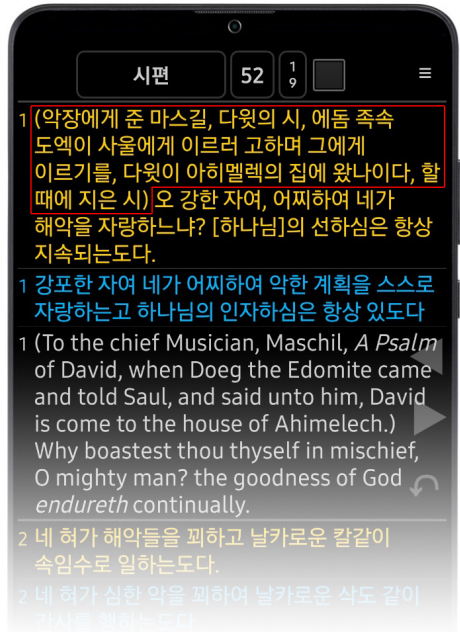 시편 52 1 9 ≡
1 (악장에게 준 마스길, 다윗의 시, 에돔 족속
도엑이 사울에게 이르러 고하며 그에게
이르기를, 다윗이 아히멜렉의 집에 왔나이다, 할
때에 지은 시) 오 강한 자여, 어찌하여 네가
해악을 자랑하느냐? [하나님]의 선하심은 항상
지속되는도다.
1 강포한 자여 네가 어찌하여 악한 계획을 스스로
자랑하는고 하나님의 인자하심은 항상 있도다
1 (To the chief Musician, Maschil, A Psalm
of David, when Doeg the Edomite came
and told Saul, and said unto him, David
is come to the house of Ahimelech.)
Why boastest thou thyself in mischief,
O mighty man? the goodness of God
endureth continually.
2 네 혀가 해악들을 꾀하고 날카로운 칼같이
속임수로 일하는도다.
2 네 혀가 심한 악을 꾀하여 날카로운 삭도 같이
간사를 행하는도다